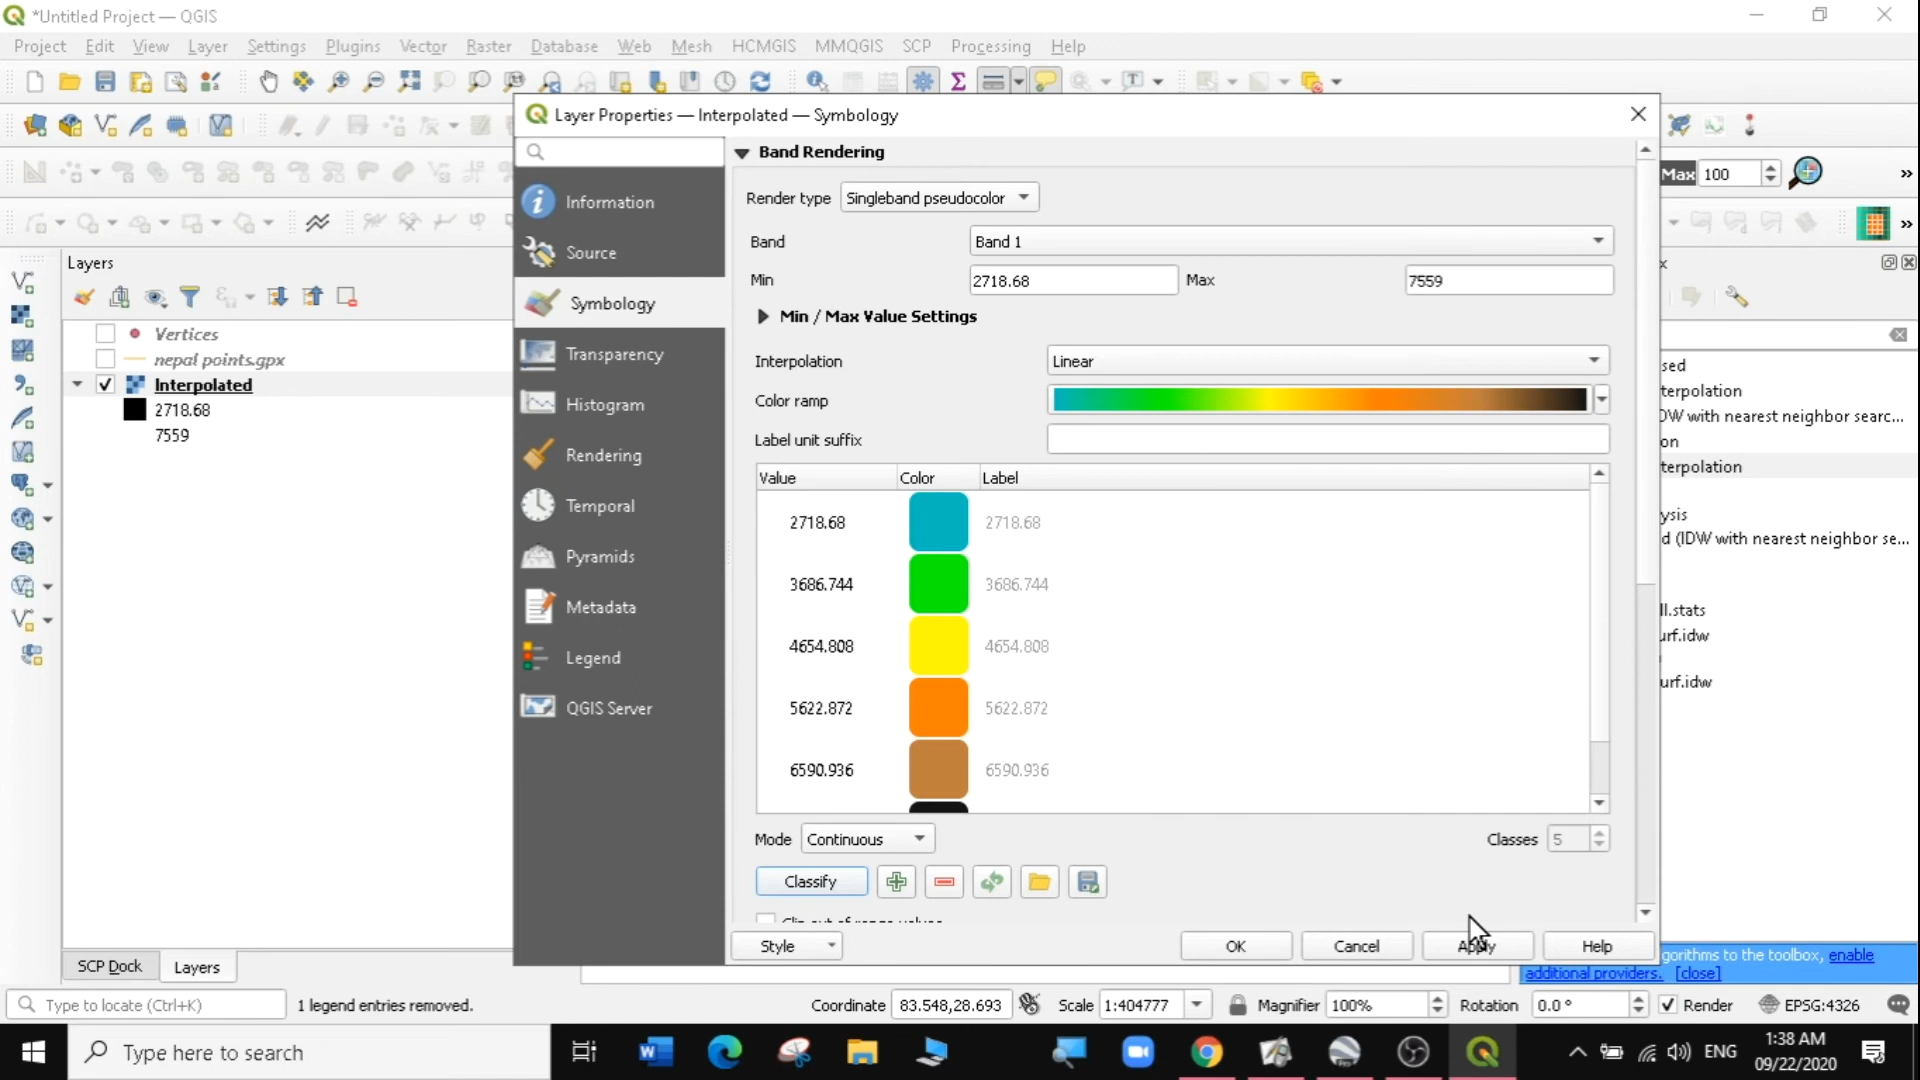 *Untitled Project — QGIS
Project Edit View Layer Settings Plugins Vector Raster Database Web Mesh HCMGIS MMQGIS SCP Processing Help
Layer Properties — Interpolated — Symbology
Max 100
Layers
Vertices
nepal points.gpx
Interpolated
2718.68
7559
Information
Source
Symbology
Transparency
Histogram
Rendering
Temporal
Pyramids
Metadata
Legend
QGIS Server
Band Rendering
Render type Singleband pseudocolor
Band Band 1
Min 2718.68 Max 7559
Min / Max Value Settings
Interpolation Linear
Color ramp
Label unit suffix
Value Color Label
2718.68 2718.68
3686.744 3686.744
4654.808 4654.808
5622.872 5622.872
6590.936 6590.936
Mode Continuous Classes 5
Classify
Clip out of range values
Style OK Cancel Apply Help
x
sed
terpolation
DW with nearest neighbor searc...
on
terpolation
ysis
d (IDW with nearest neighbor se...
ll.stats
urf.idw
urf.idw
gorithms to the toolbox, enable
additional providers. [close]
SCP Dock Layers
Type to locate (Ctrl+K) 1 legend entries removed. Coordinate 83.548,28.693 Scale 1:404777 Magnifier 100% Rotation 0.0 ° Render EPSG:4326
Type here to search
ENG
1:38 AM
09/22/2020